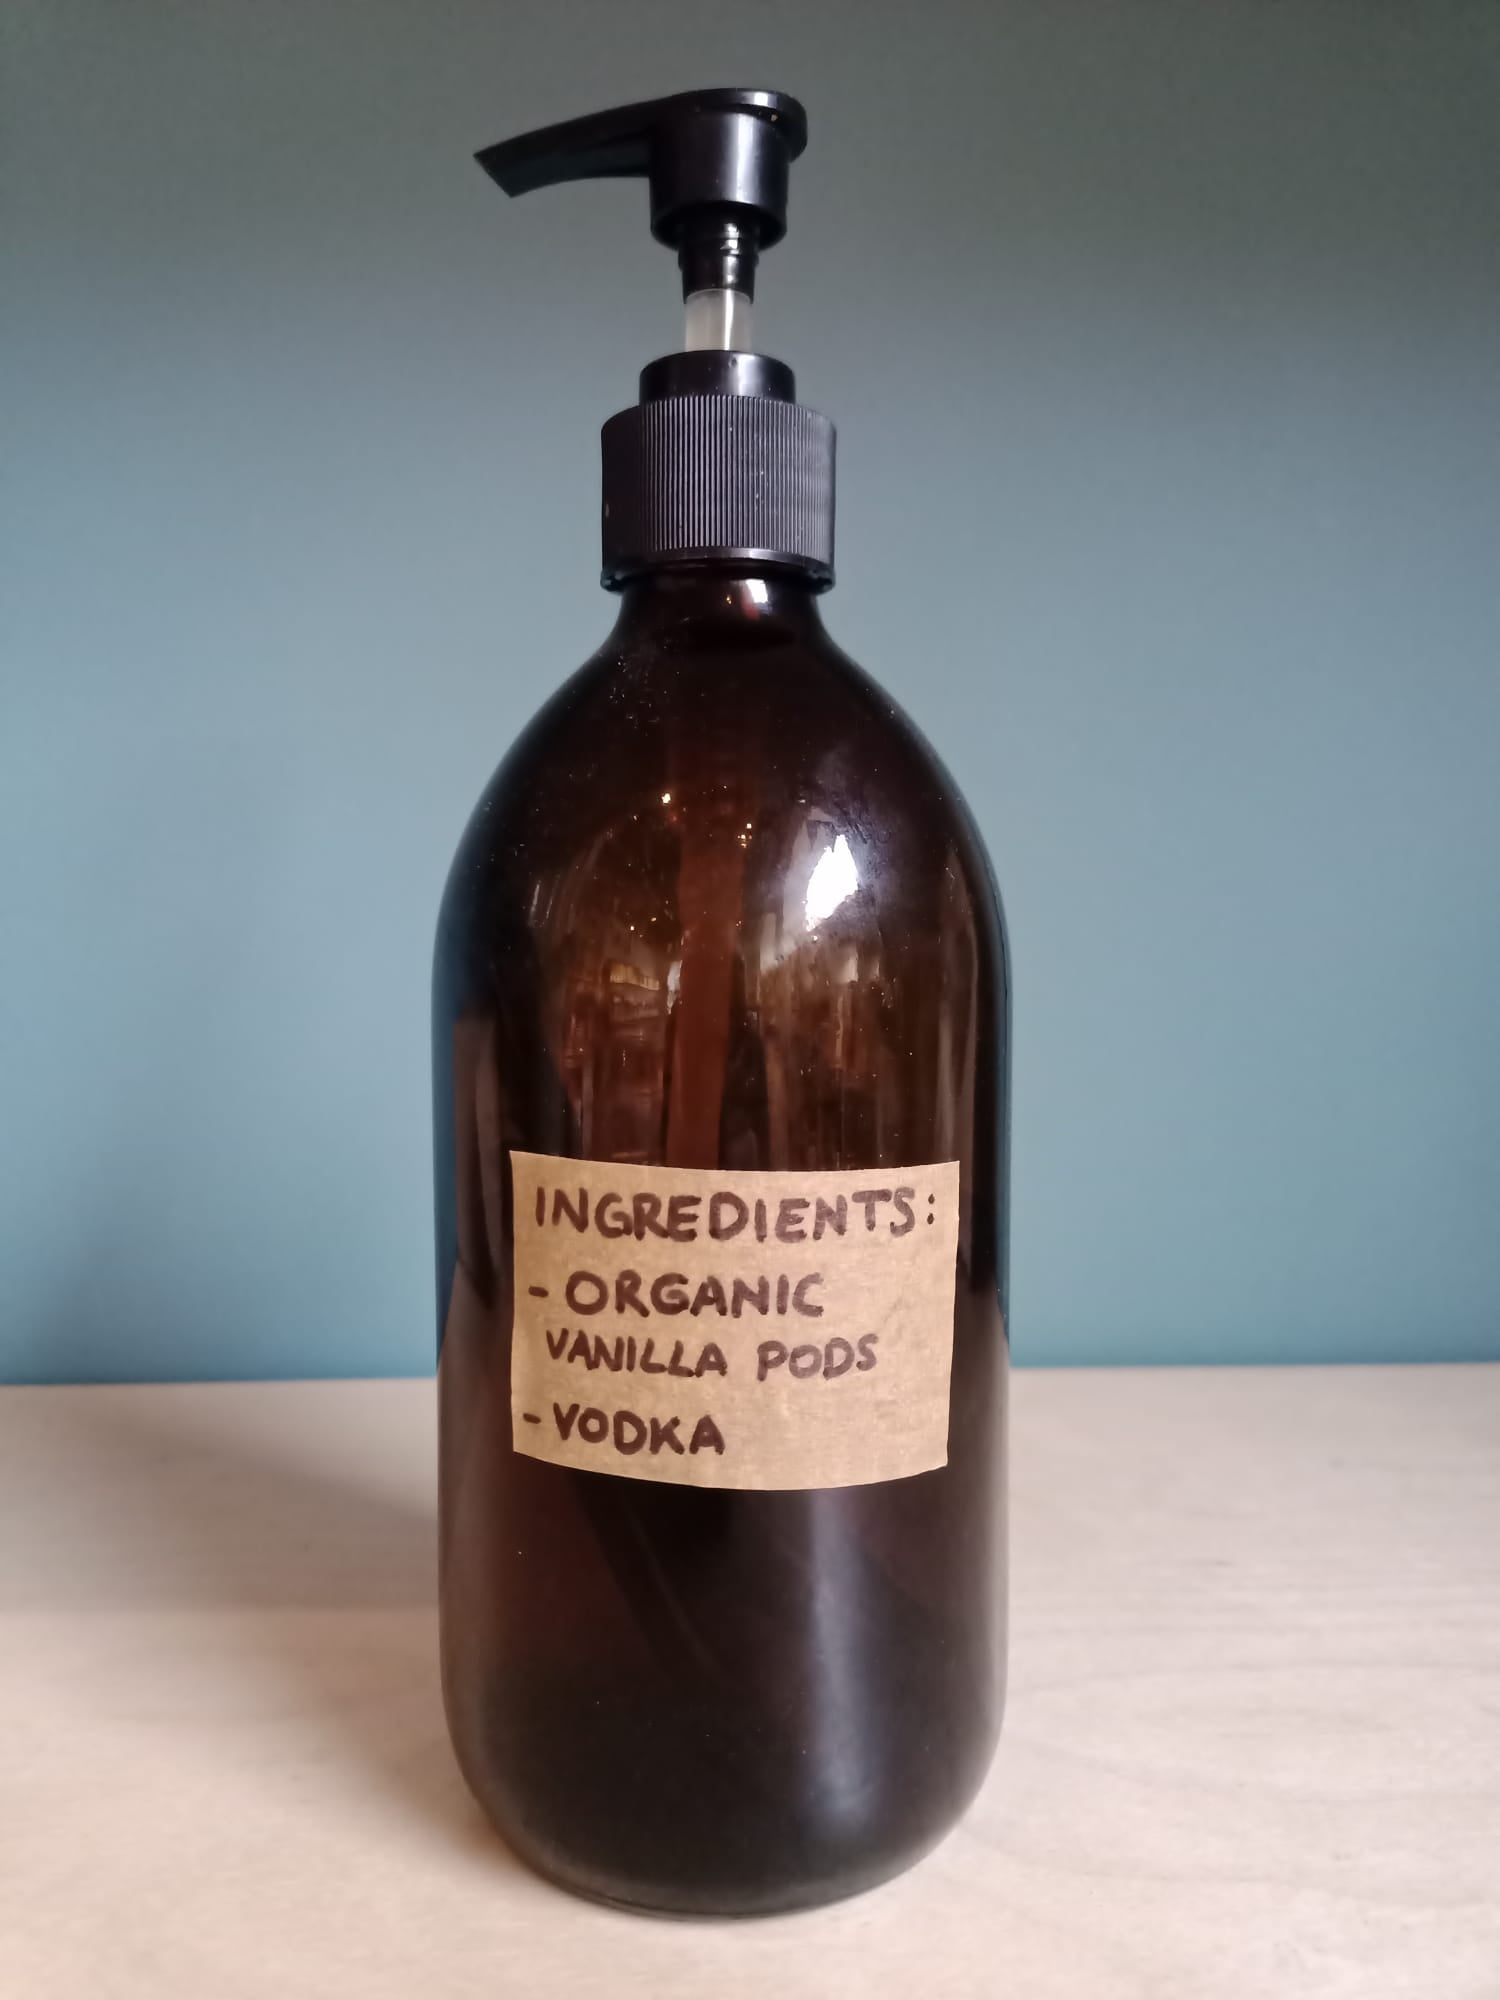 INGREDIENTS:
- ORGANIC
VANILLA PODS
- VODKA